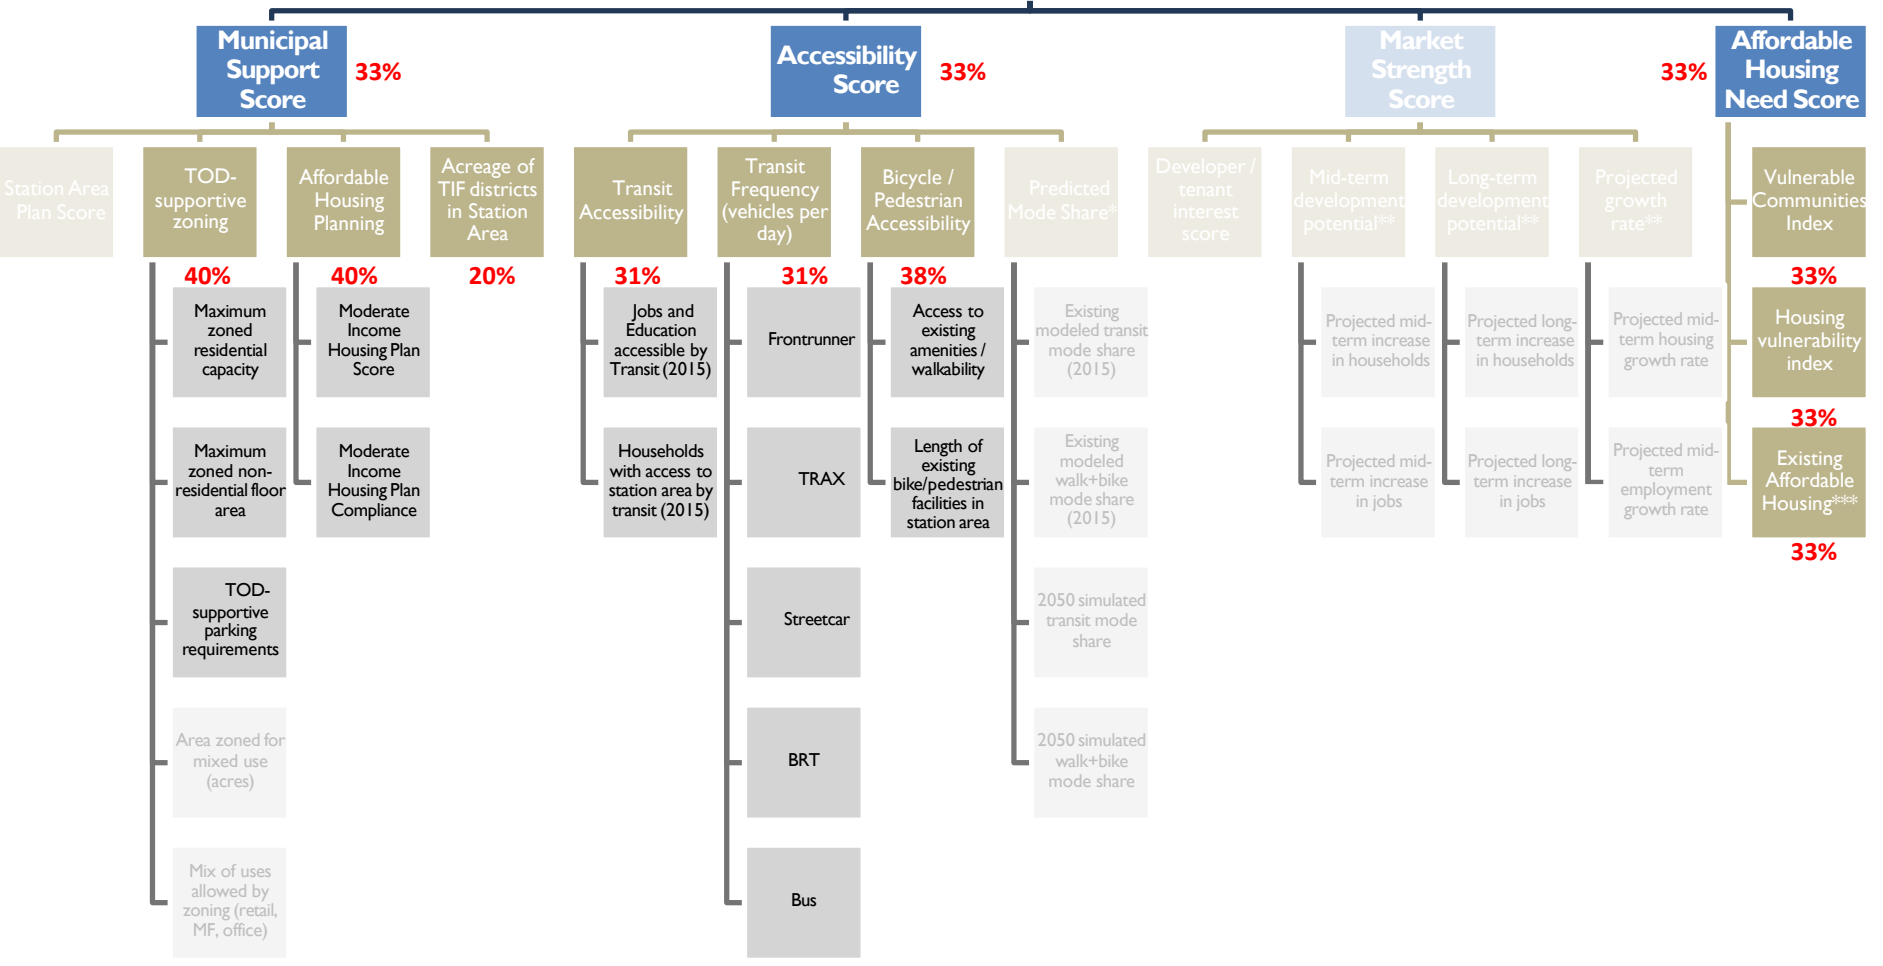 Municipal
Support
Score
33%
Accessibility
Score
33%
Market
Strength
Score
33%
Affordable
Housing
Need Score
Station Area
Plan Score
TOD-
supportive
zoning
40%
Affordable
Housing
Planning
40%
Acreage of
TIF districts
in Station
Area
20%
Transit
Accessibility
31%
Transit
Frequency
(vehicles per
day)
31%
Bicycle /
Pedestrian
Accessibility
38%
Predicted
Mode Share*
Developer /
tenant
interest
score
Mid-term
development
potential**
Long-term
development
potential**
Projected
growth
rate**
Vulnerable
Communities
Index
33%
Maximum
zoned
residential
capacity
Moderate
Income
Housing Plan
Score
Jobs and
Education
accessible by
Transit (2015)
Frontrunner
Access to
existing
amenities /
walkability
Existing
modeled transit
mode share
(2015)
Projected mid-
term increase
in households
Projected long-
term increase
in households
Projected mid-
term housing
growth rate
Housing
vulnerability
index
33%
Maximum
zoned non-
residential floor
area
Moderate
Income
Housing Plan
Compliance
Households
with access to
station area by
transit (2015)
TRAX
Length of
existing
bike/pedestrian
facilities in
station area
Existing
modeled
walk+bike
mode share
(2015)
Projected mid-
term increase
in jobs
Projected long-
term increase
in jobs
Projected mid-
term
employment
growth rate
Existing
Affordable
Housing***
33%
TOD-
supportive
parking
requirements
Streetcar
2050 simulated
transit mode
share
Area zoned for
mixed use
(acres)
BRT
2050 simulated
walk+bike
mode share
Mix of uses
allowed by
zoning (retail,
MF, office)
Bus